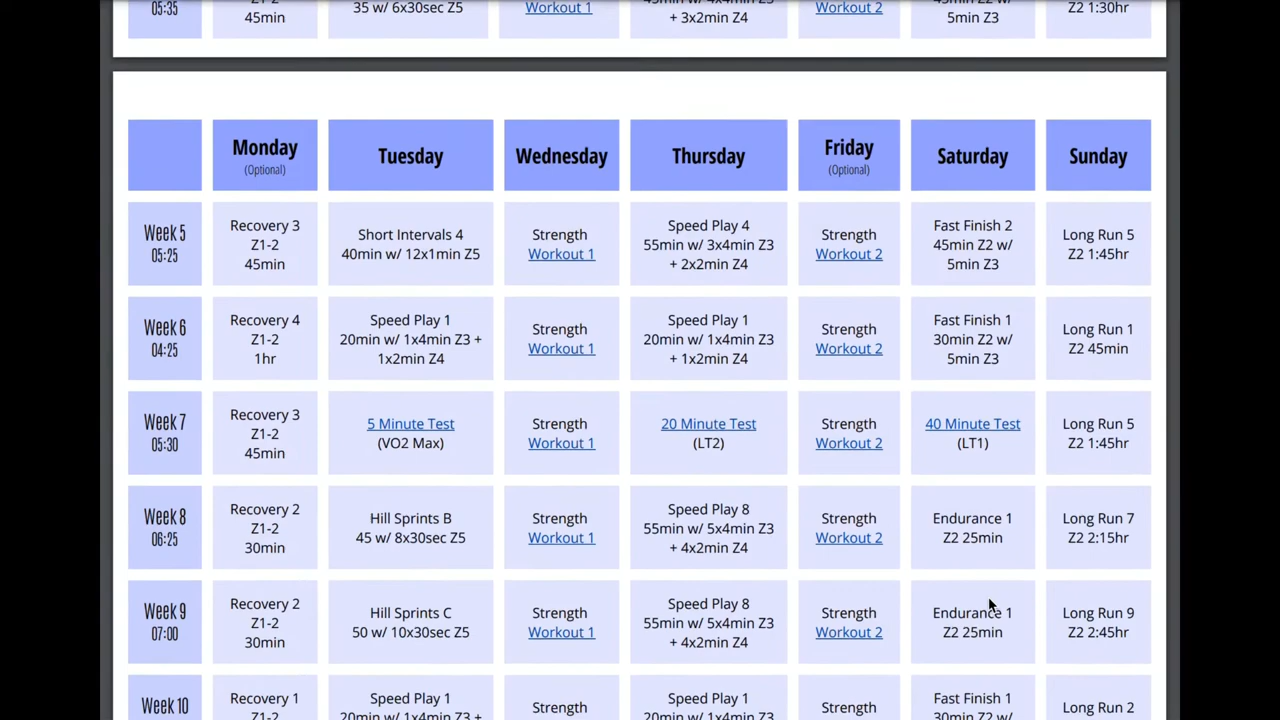 05:35
45min
35 w/ 6x30sec Z5
Workout 1
+ 3x2min Z4
Workout 2
5min Z3
Z2 1:30hr
Monday
(Optional)
Tuesday
Wednesday
Thursday
Friday
(Optional)
Saturday
Sunday
Week 5
05:25
Recovery 3
Z1-2
45min
Short Intervals 4
40min w/ 12x1min Z5
Strength
Workout 1
Speed Play 4
55min w/ 3x4min Z3
+ 2x2min Z4
Strength
Workout 2
Fast Finish 2
45min Z2 w/
5min Z3
Long Run 5
Z2 1:45hr
Week 6
04:25
Recovery 4
Z1-2
1hr
Speed Play 1
20min w/ 1x4min Z3 +
1x2min Z4
Strength
Workout 1
Speed Play 1
20min w/ 1x4min Z3
+ 1x2min Z4
Strength
Workout 2
Fast Finish 1
30min Z2 w/
5min Z3
Long Run 1
Z2 45min
Week 7
05:30
Recovery 3
Z1-2
45min
5 Minute Test
(VO2 Max)
Strength
Workout 1
20 Minute Test
(LT2)
Strength
Workout 2
40 Minute Test
(LT1)
Long Run 5
Z2 1:45hr
Week 8
06:25
Recovery 2
Z1-2
30min
Hill Sprints B
45 w/ 8x30sec Z5
Strength
Workout 1
Speed Play 8
55min w/ 5x4min Z3
+ 4x2min Z4
Strength
Workout 2
Endurance 1
Z2 25min
Long Run 7
Z2 2:15hr
Week 9
07:00
Recovery 2
Z1-2
30min
Hill Sprints C
50 w/ 10x30sec Z5
Strength
Workout 1
Speed Play 8
55min w/ 5x4min Z3
+ 4x2min Z4
Strength
Workout 2
Endurance 1
Z2 25min
Long Run 9
Z2 2:45hr
Week 10
Recovery 1
Z1-2
Speed Play 1
20min w/ 1x4min Z3 +
Strength
Speed Play 1
20min w/ 1x4min Z3
Strength
Fast Finish 1
30min Z2 w/
Long Run 2